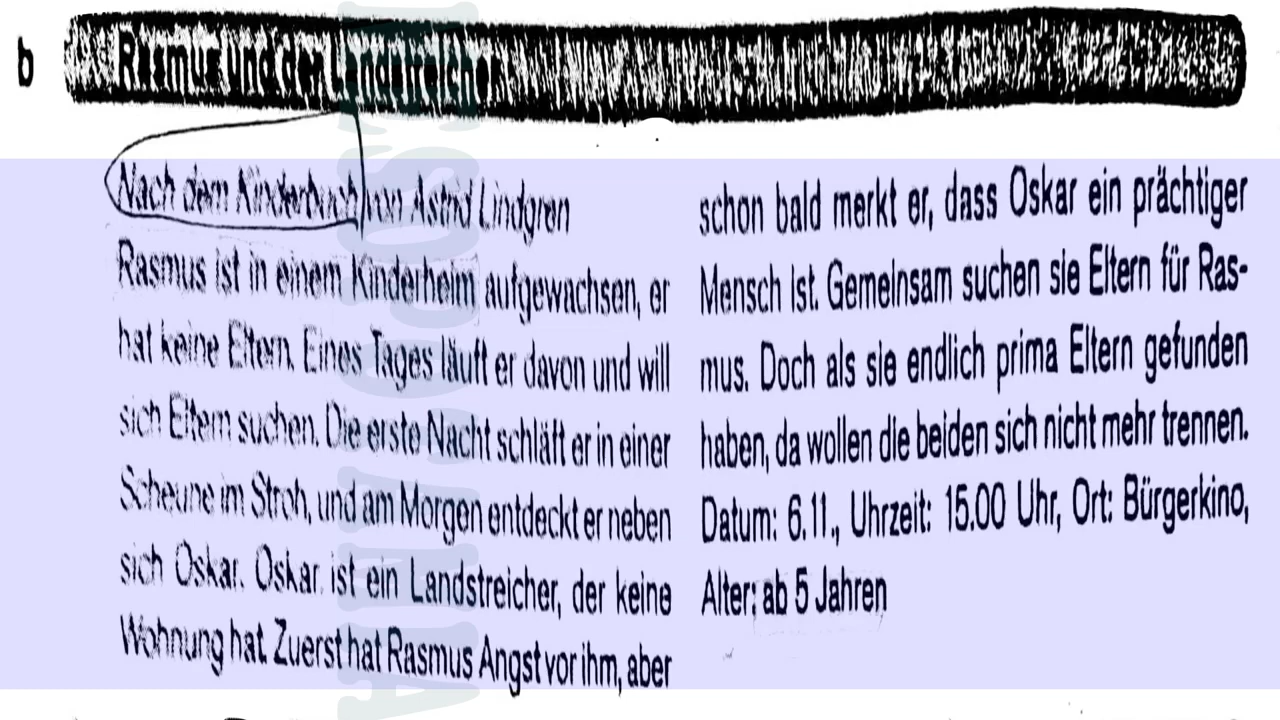 b Rasmus und der Landstreicher
Nach dem Kinderbuch von Astrid Lindgren
Rasmus ist in einem Kinderheim aufgewachsen, er
hat keine Eltern. Eines Tages läuft er davon und will
sich Eltern suchen. Die erste Nacht schläft er in einer
Scheune im Stroh, und am Morgen entdeckt er neben
sich Oskar. Oskar ist ein Landstreicher, der keine
Wohnung hat. Zuerst hat Rasmus Angst vor ihm, aber
schon bald merkt er, dass Oskar ein prächtiger
Mensch ist. Gemeinsam suchen sie Eltern für Ras-
mus. Doch als sie endlich prima Eltern gefunden
haben, da wollen die beiden sich nicht mehr trennen.
Datum: 6.11., Uhrzeit: 15.00 Uhr, Ort: Bürgerkino,
Alter: ab 5 Jahren